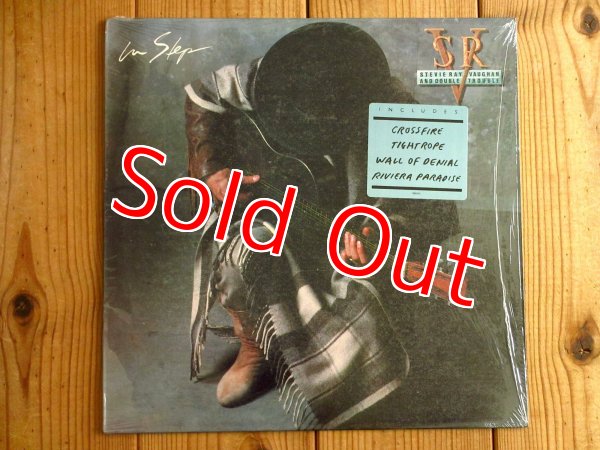 In Step
SRV
STEVIE RAY VAUGHAN
AND DOUBLE TROUBLE
INCLUDES
CROSSFIRE
TIGHTROPE
WALL OF DENIAL
RIVIERA PARADISE
Sold Out